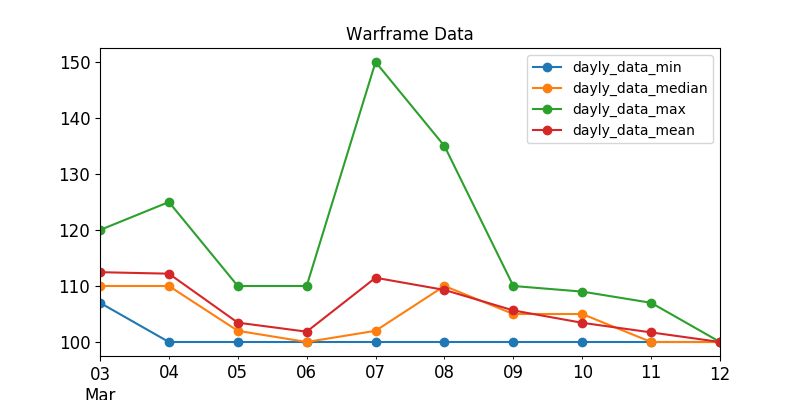 Warframe Data
150
140
130
120
110
100
dayly_data_min
dayly_data_median
dayly_data_max
dayly_data_mean
03 04 05 06 07 08 09 10 11 12
Mar